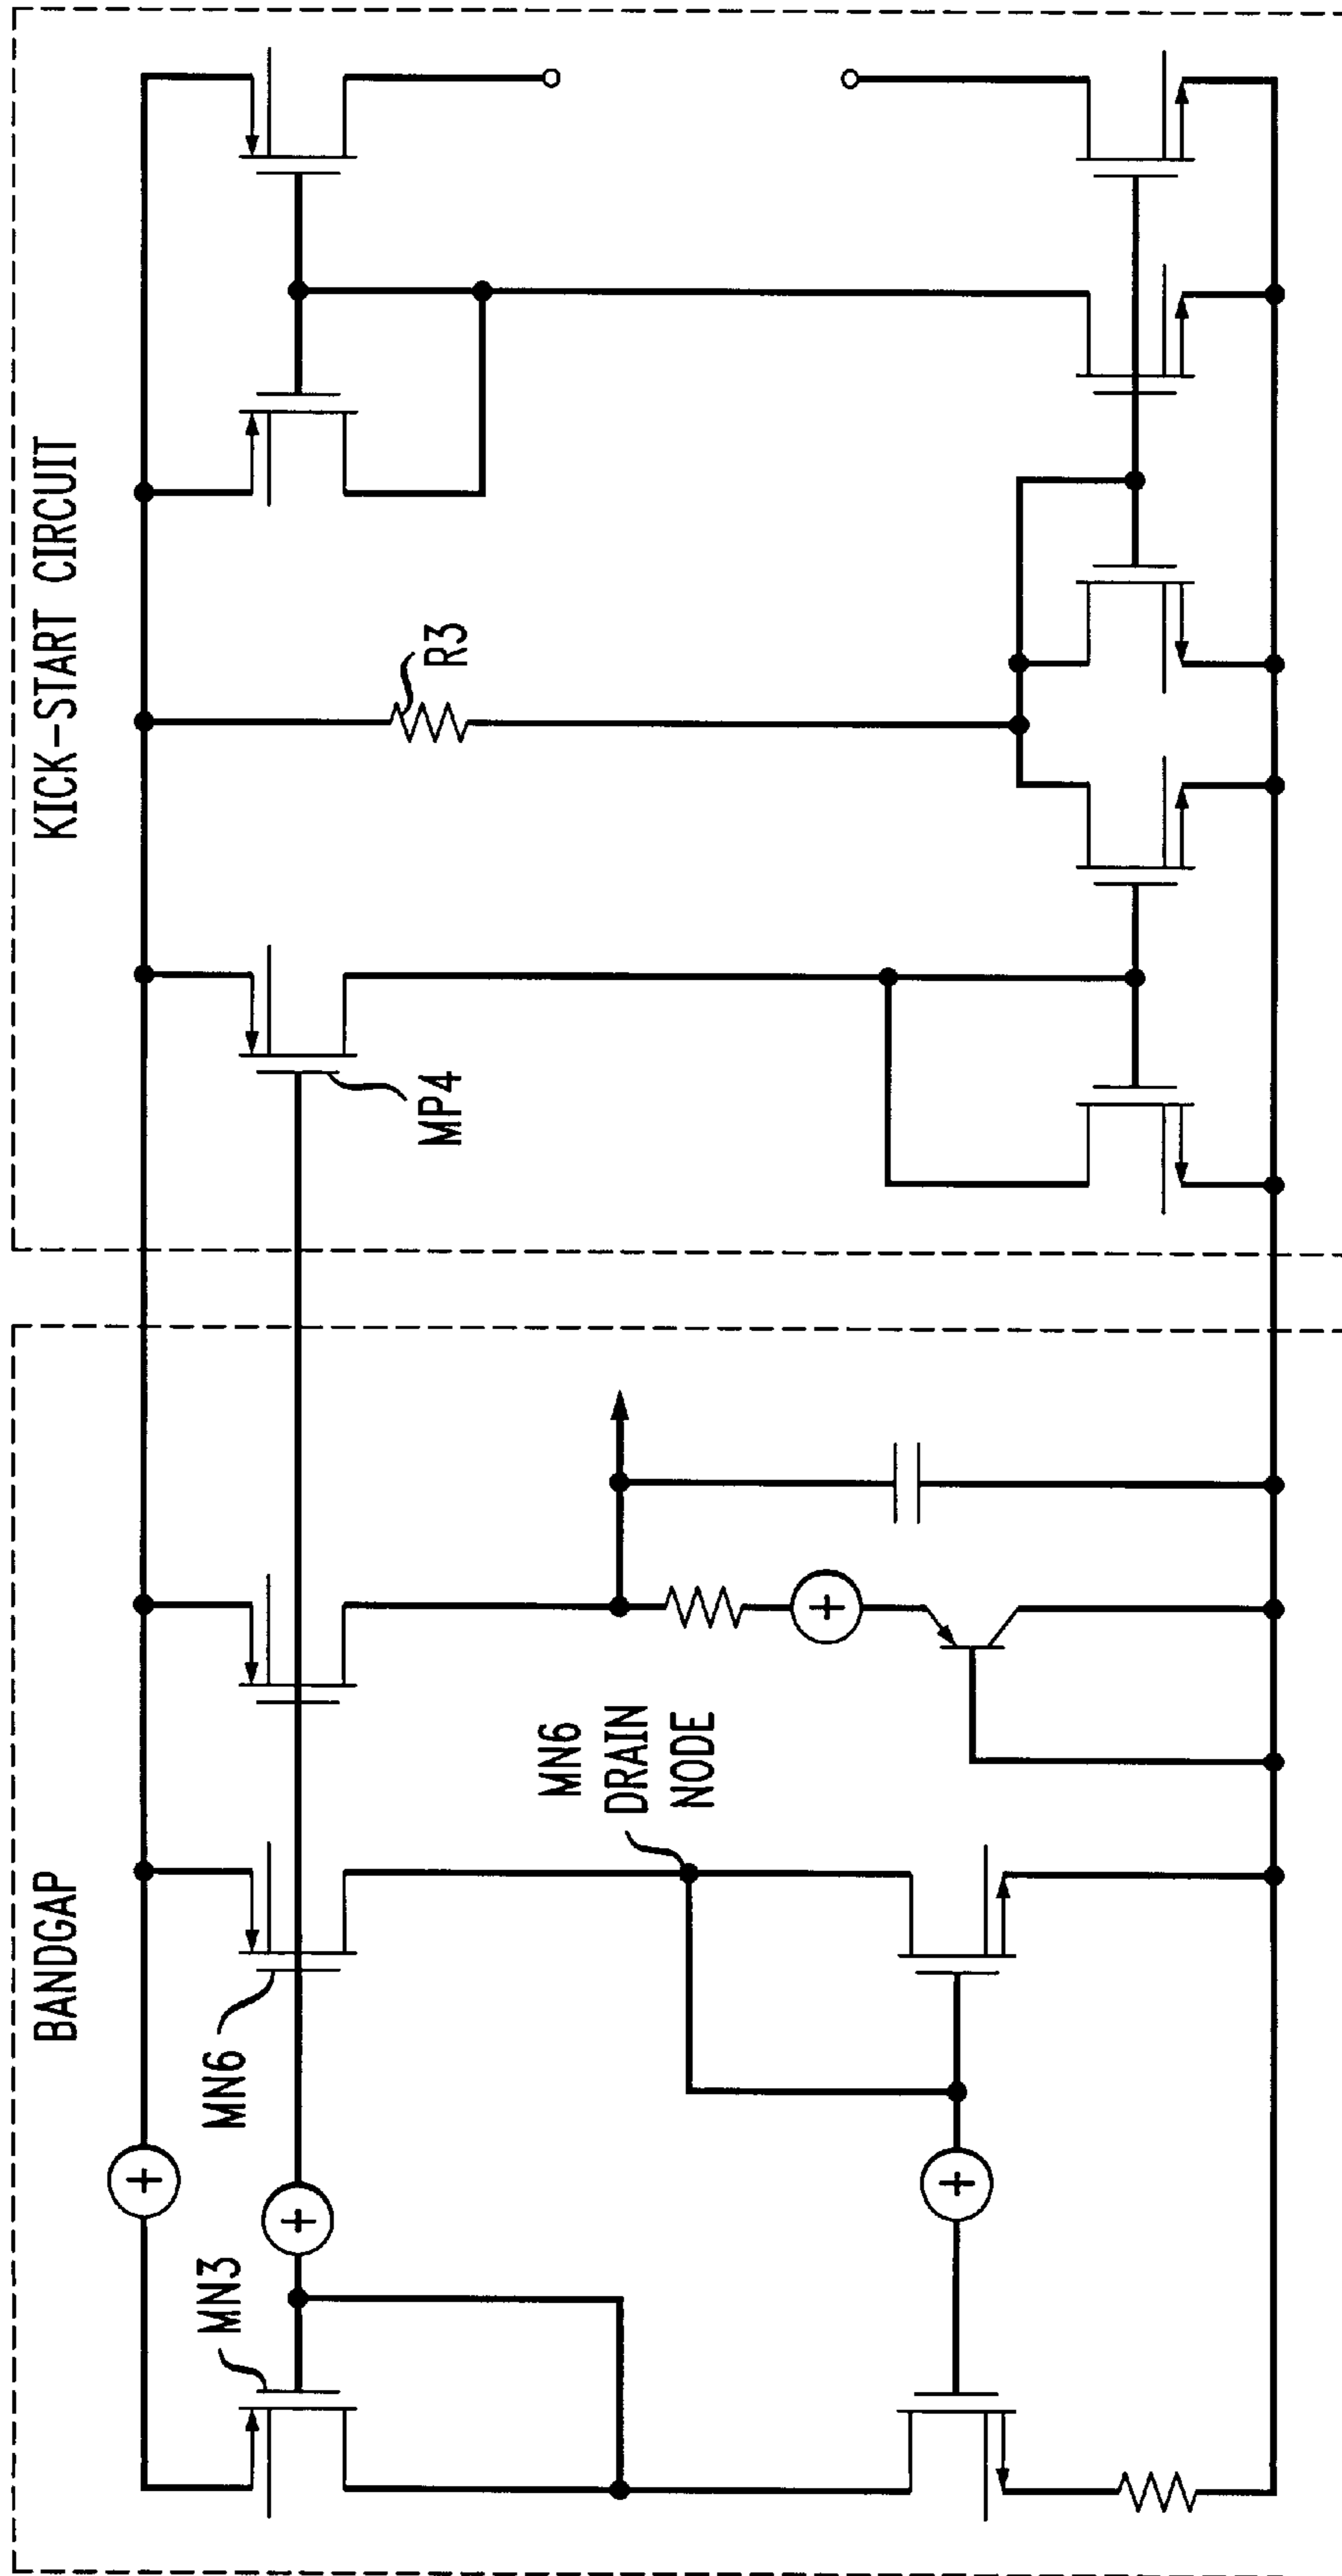 BANDGAP
KICK-START CIRCUIT
MN3
MN6
MN6
DRAIN
NODE
MP4
R3
+
+
+
+